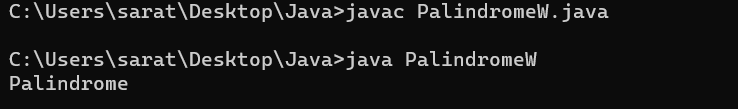 C:\Users\sarat\Desktop\Java>javac PalindromeW.java
C:\Users\sarat\Desktop\Java>java PalindromeW
Palindrome